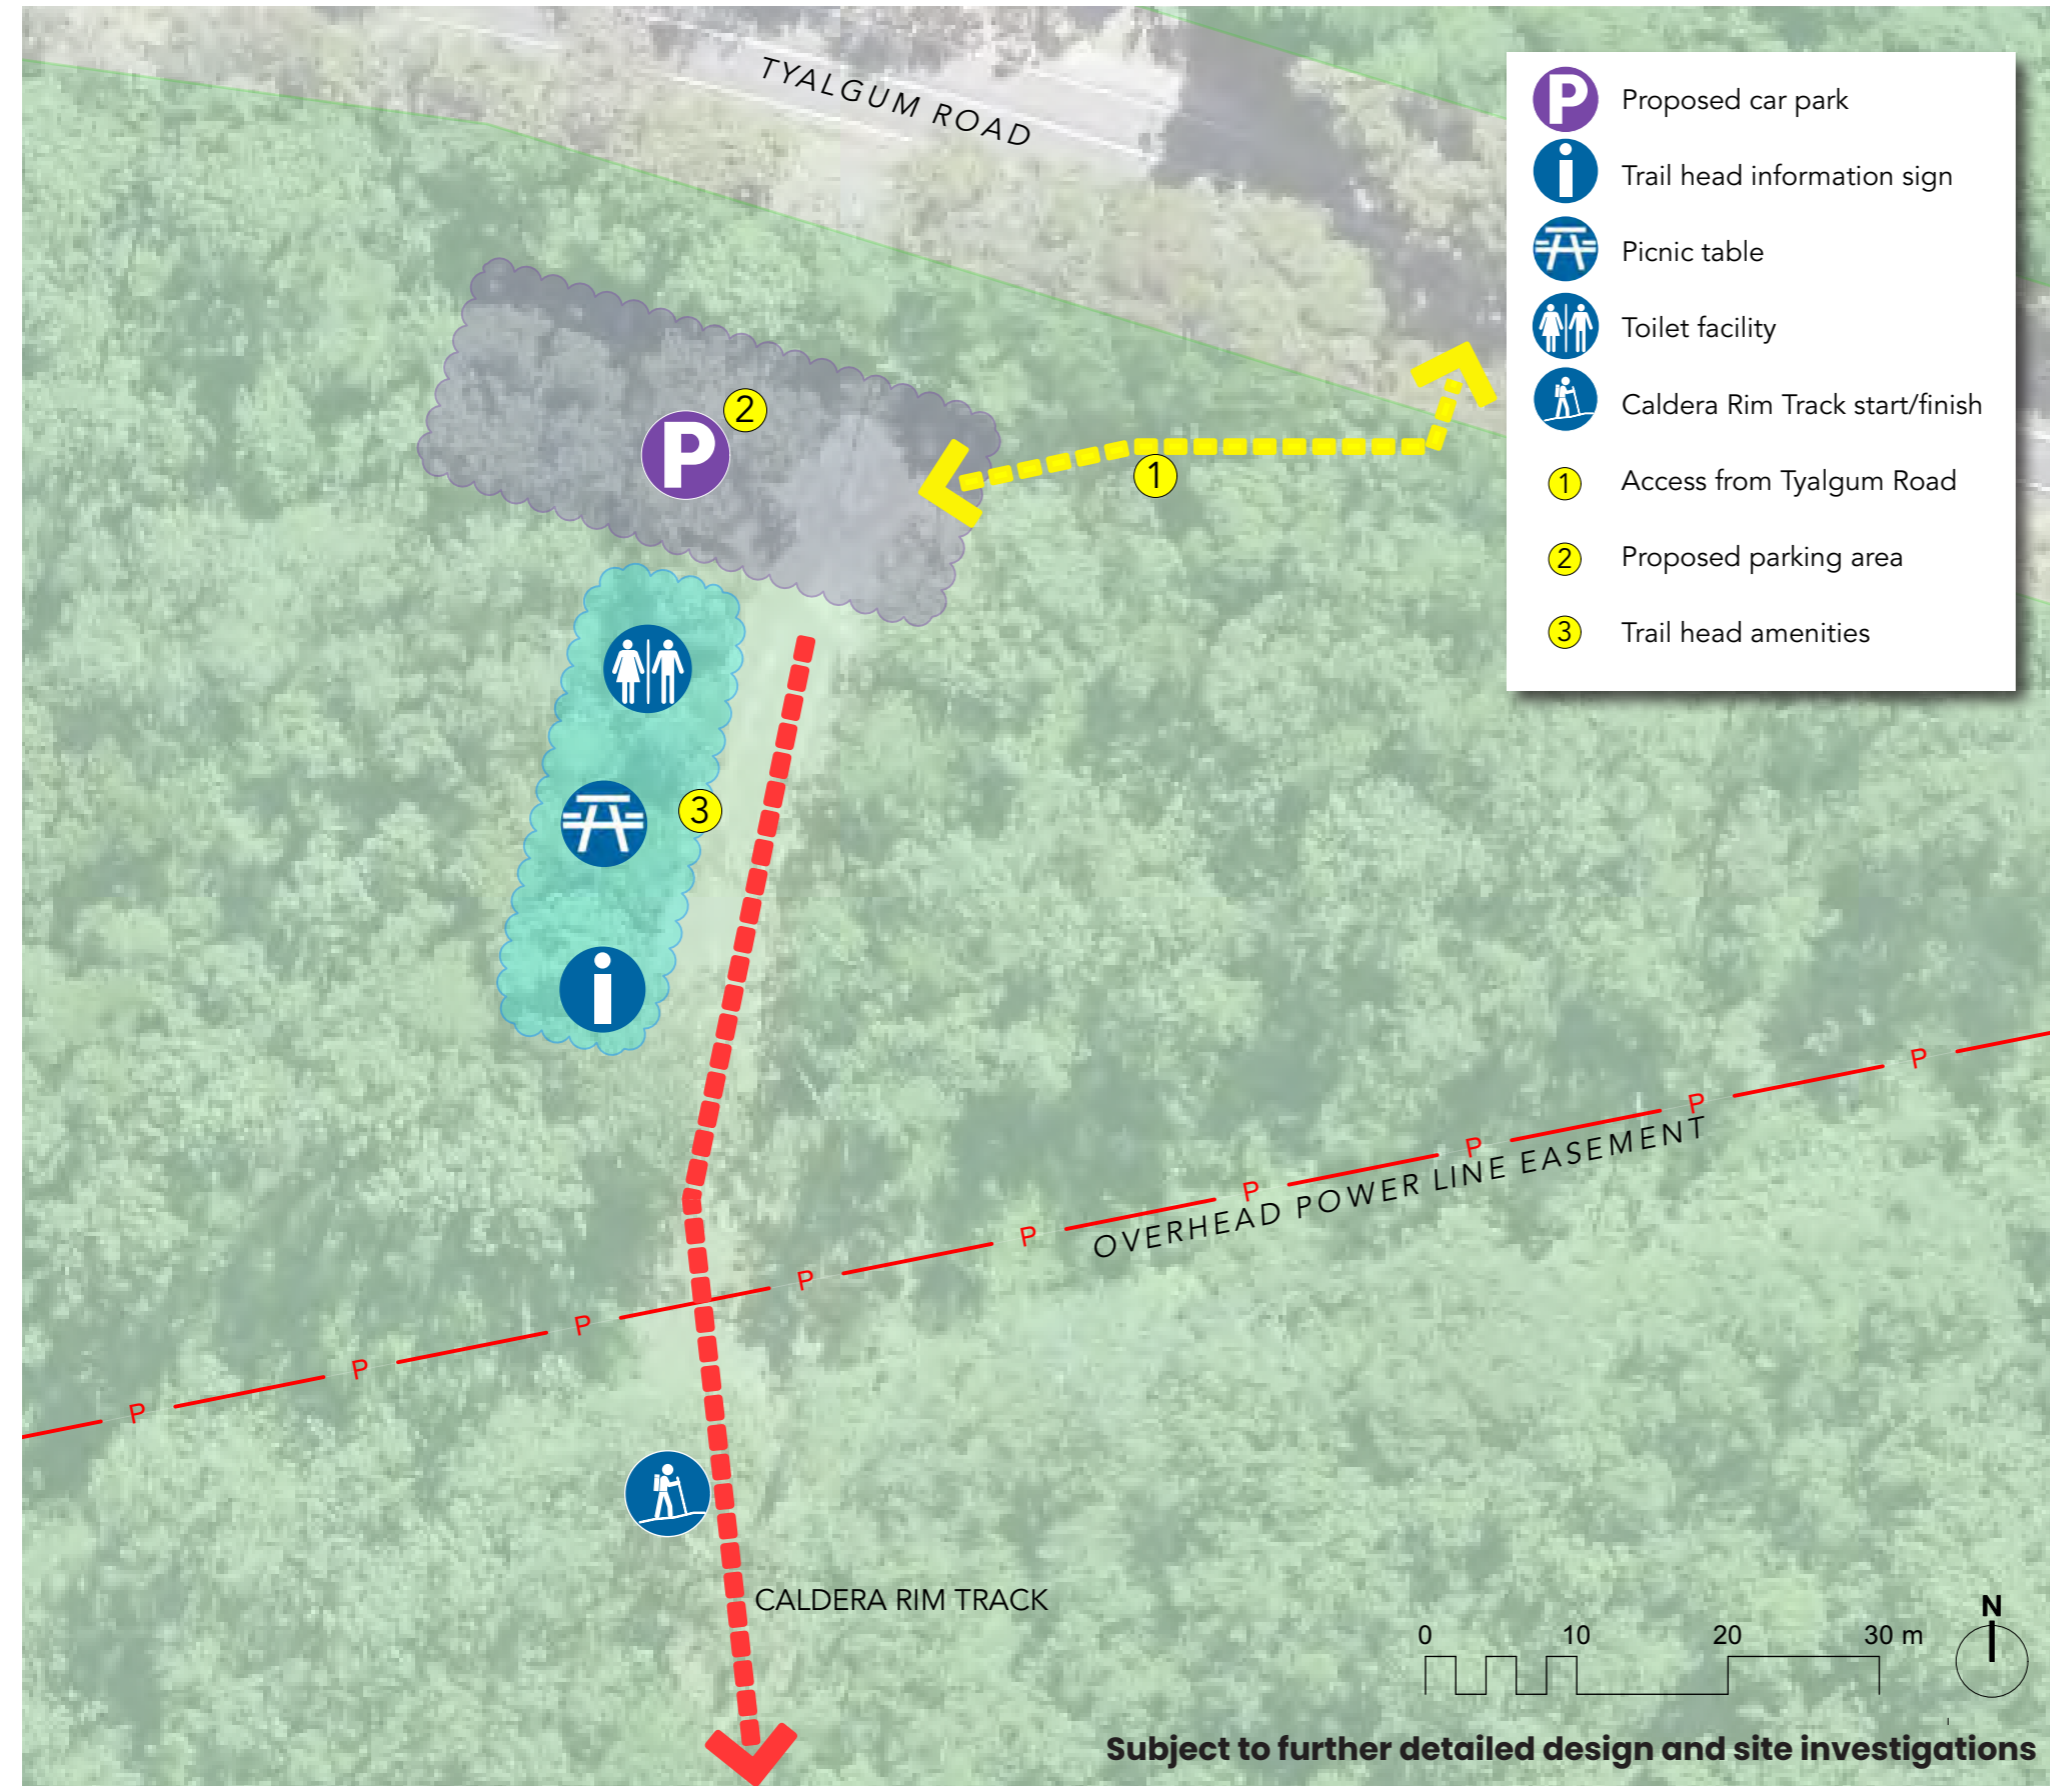 TYALGUM ROAD
P Proposed car park
i Trail head information sign
Picnic table
Toilet facility
Caldera Rim Track start/finish
1 Access from Tyalgum Road
2 Proposed parking area
3 Trail head amenities
2
P
1
3
i
P
P
P
P
P
P
P
P
P
OVERHEAD POWER LINE EASEMENT
CALDERA RIM TRACK
N
0 10 20 30 m
Subject to further detailed design and site investigations